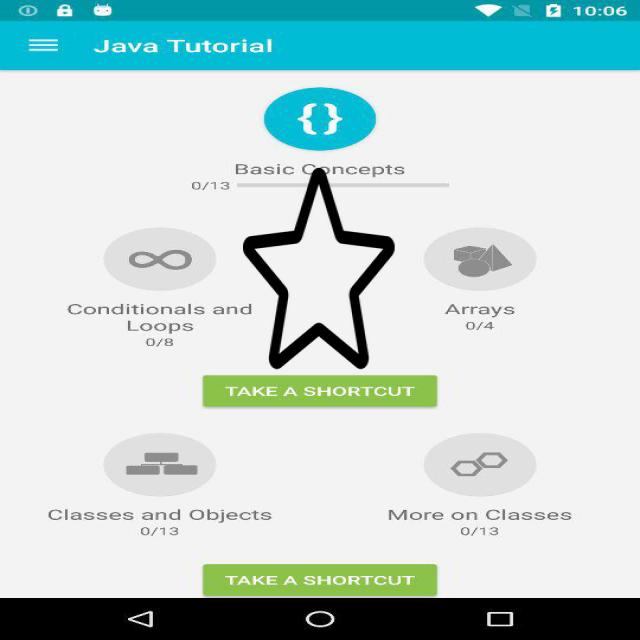 10:06
Java Tutorial
{}
Basic Concepts
0/13
Conditionals and
Loops
0/8
Arrays
0/4
TAKE A SHORTCUT
Classes and Objects
0/13
More on Classes
0/13
TAKE A SHORTCUT